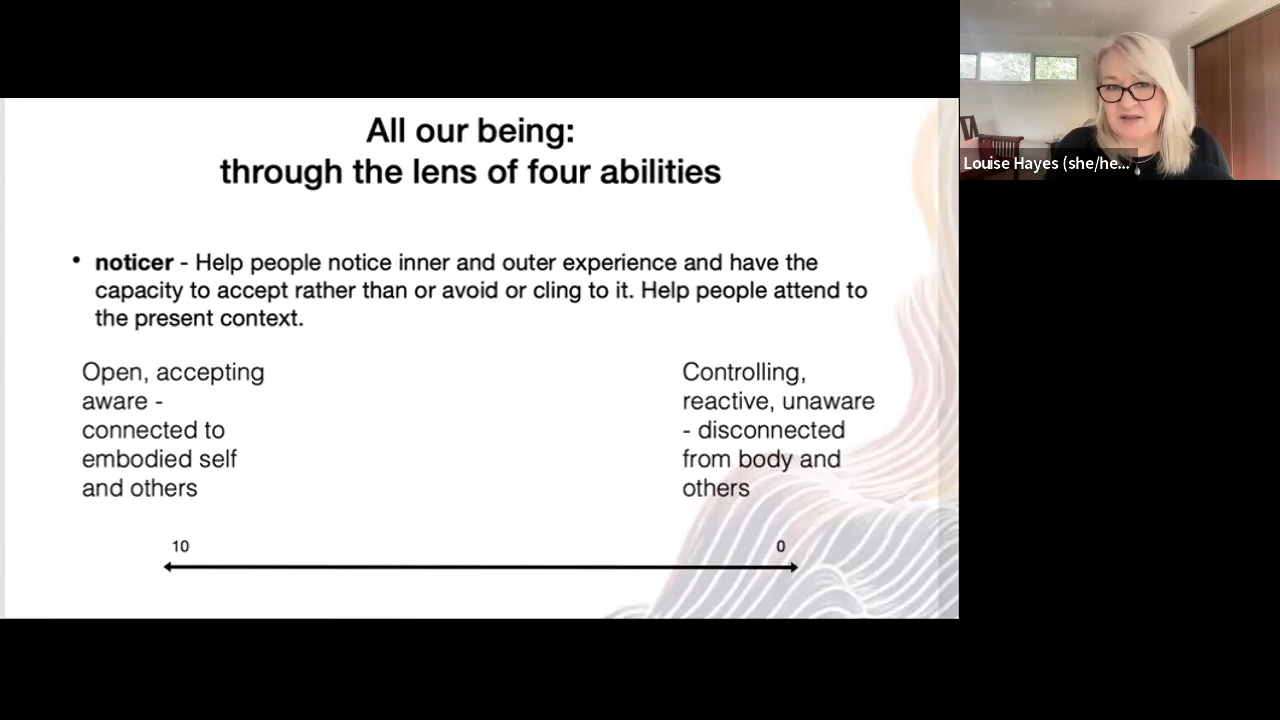 All our being:
through the lens of four abilities
• noticer - Help people notice inner and outer experience and have the
capacity to accept rather than or avoid or cling to it. Help people attend to
the present context.
Open, accepting
aware -
connected to
embodied self
and others
Controlling,
reactive, unaware
- disconnected
from body and
others
10
0
Louise Hayes (she/he...